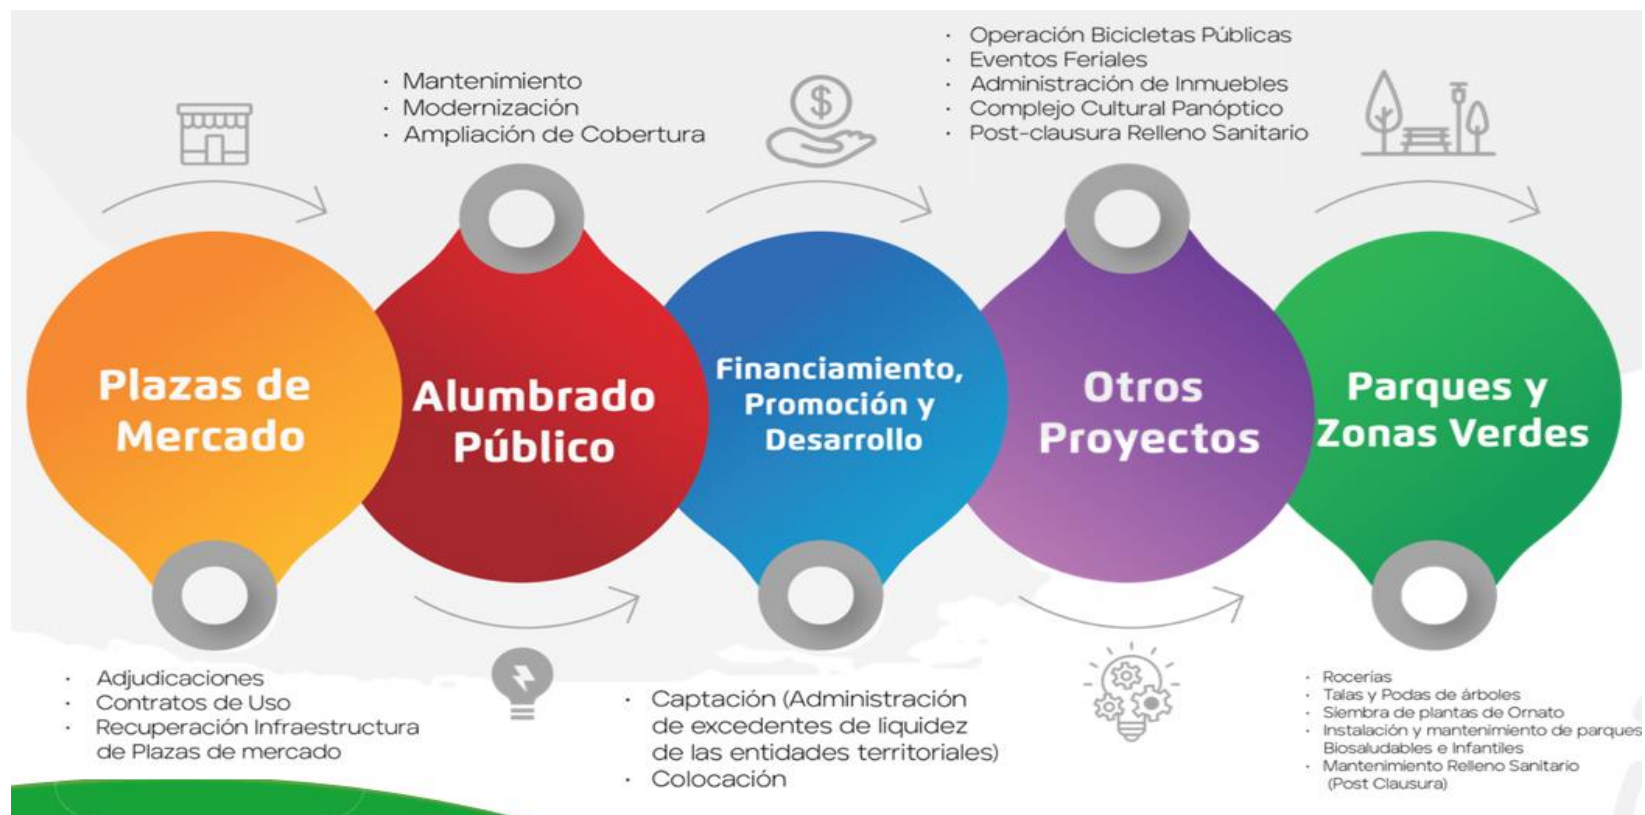 Plazas de
Mercado
· Adjudicaciones
· Contratos de Uso
· Recuperación Infraestructura
de Plazas de mercado
· Mantenimiento
· Modernización
· Ampliación de Cobertura
Alumbrado
Público
$
Financiamiento,
Promoción y
Desarrollo
· Captación (Administración
de excedentes de liquidez
de las entidades territoriales)
· Colocación
· Operación Bicicletas Públicas
· Eventos Feriales
· Administración de Inmuebles
· Complejo Cultural Panóptico
· Post-clausura Relleno Sanitario
Otros
Proyectos
Parques y
Zonas Verdes
· Rocerías
· Talas y Podas de árboles
· Siembra de plantas de Ornato
· Instalación y mantenimiento de parques
Biosaludables e Infantiles
· Mantenimiento Relleno Sanitario
(Post Clausura)